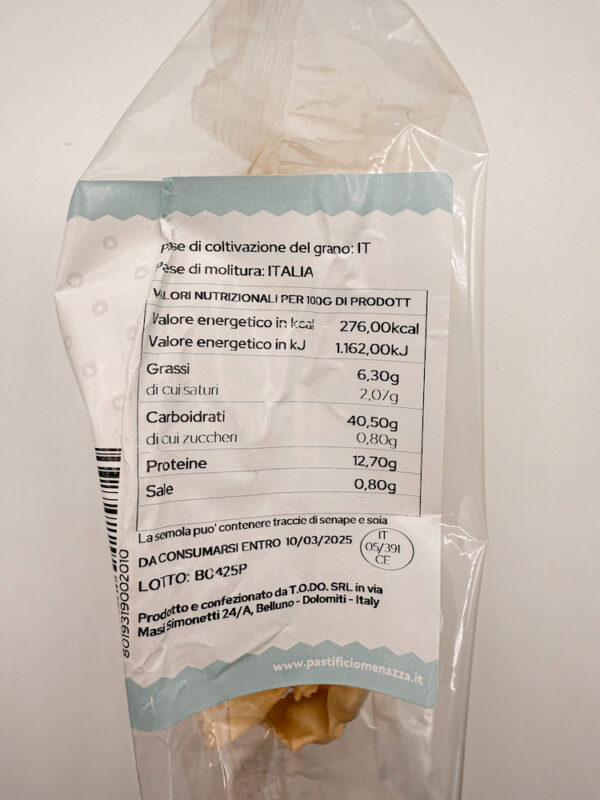 Paese di coltivazione del grano: IT
Paese di molitura: ITALIA
VALORI NUTRIZIONALI PER 100G DI PRODOTT
Valore energetico in kcal 276,00kcal
Valore energetico in kJ 1.162,00kJ
Grassi 6,30g
di cui saturi 2,07g
Carboidrati 40,50g
di cui zuccheri 0,80g
Proteine 12,70g
Sale 0,80g
La semola puo' contenere traccie di senape e soia
DA CONSUMARSI ENTRO 10/03/2025
LOTTO: BC425P
IT
05/391
CE
Prodotto e confezionato da T.O.DO. SRL in via
Masi Simonetti 24/A, Belluno - Dolomiti - Italy
8019319002010
www.pastificiomenazza.it